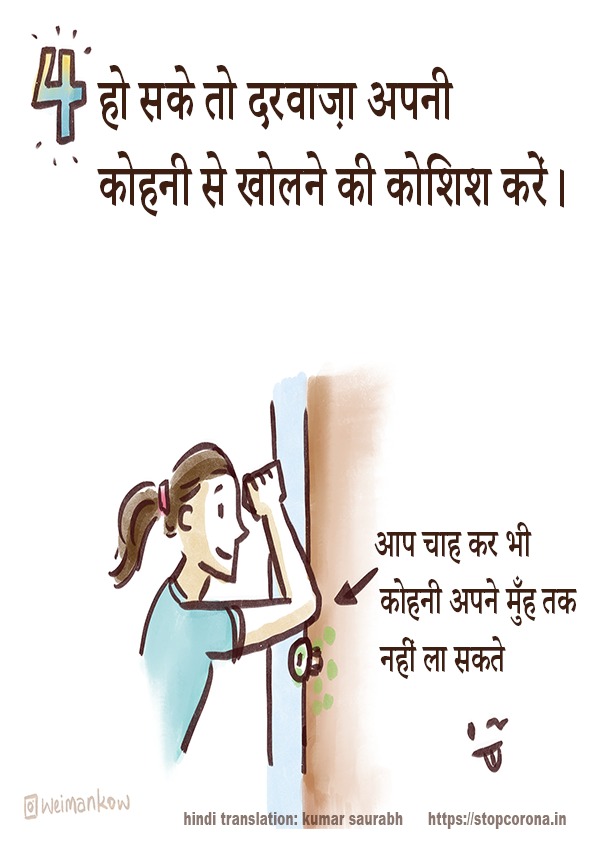 4 हो सके तो दरवाज़ा अपनी
कोहनी से खोलने की कोशिश करें।
आप चाह कर भी
कोहनी अपने मुँह तक
नहीं ला सकते
@weimankow
hindi translation: kumar saurabh https://stopcorona.in